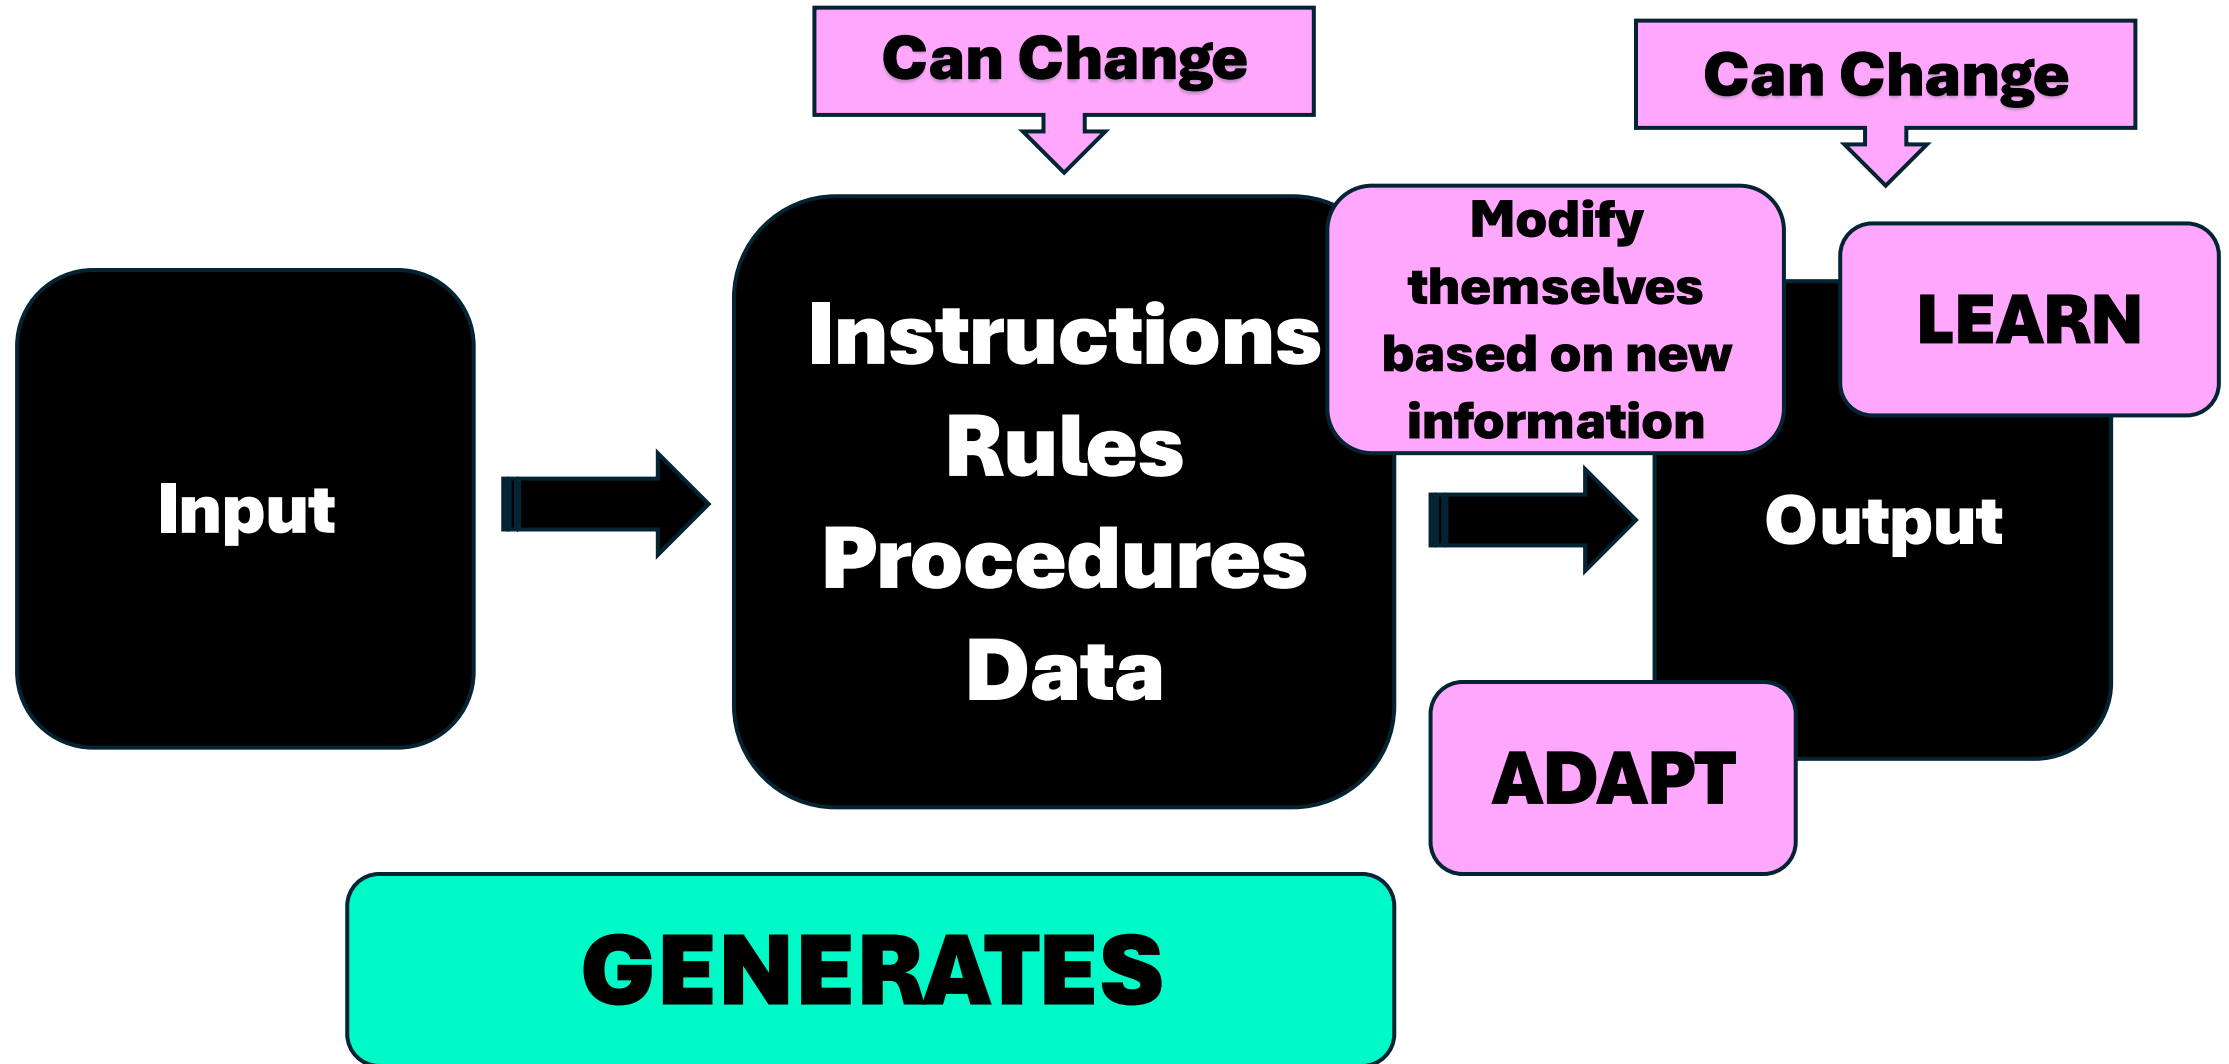 Can Change
Can Change
Modify
themselves
based on new
information
LEARN
Input
Instructions
Rules
Procedures
Data
Output
ADAPT
GENERATES